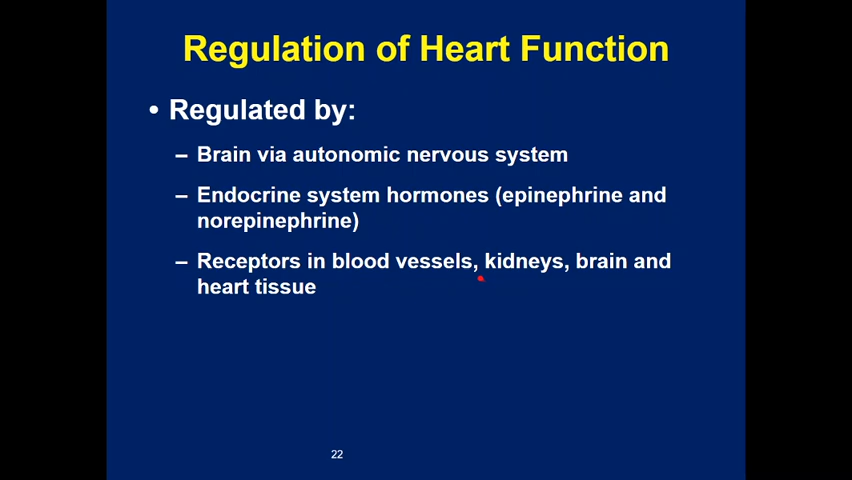 Regulation of Heart Function
• Regulated by:
– Brain via autonomic nervous system
– Endocrine system hormones (epinephrine and
norepinephrine)
– Receptors in blood vessels, kidneys, brain and
heart tissue
22